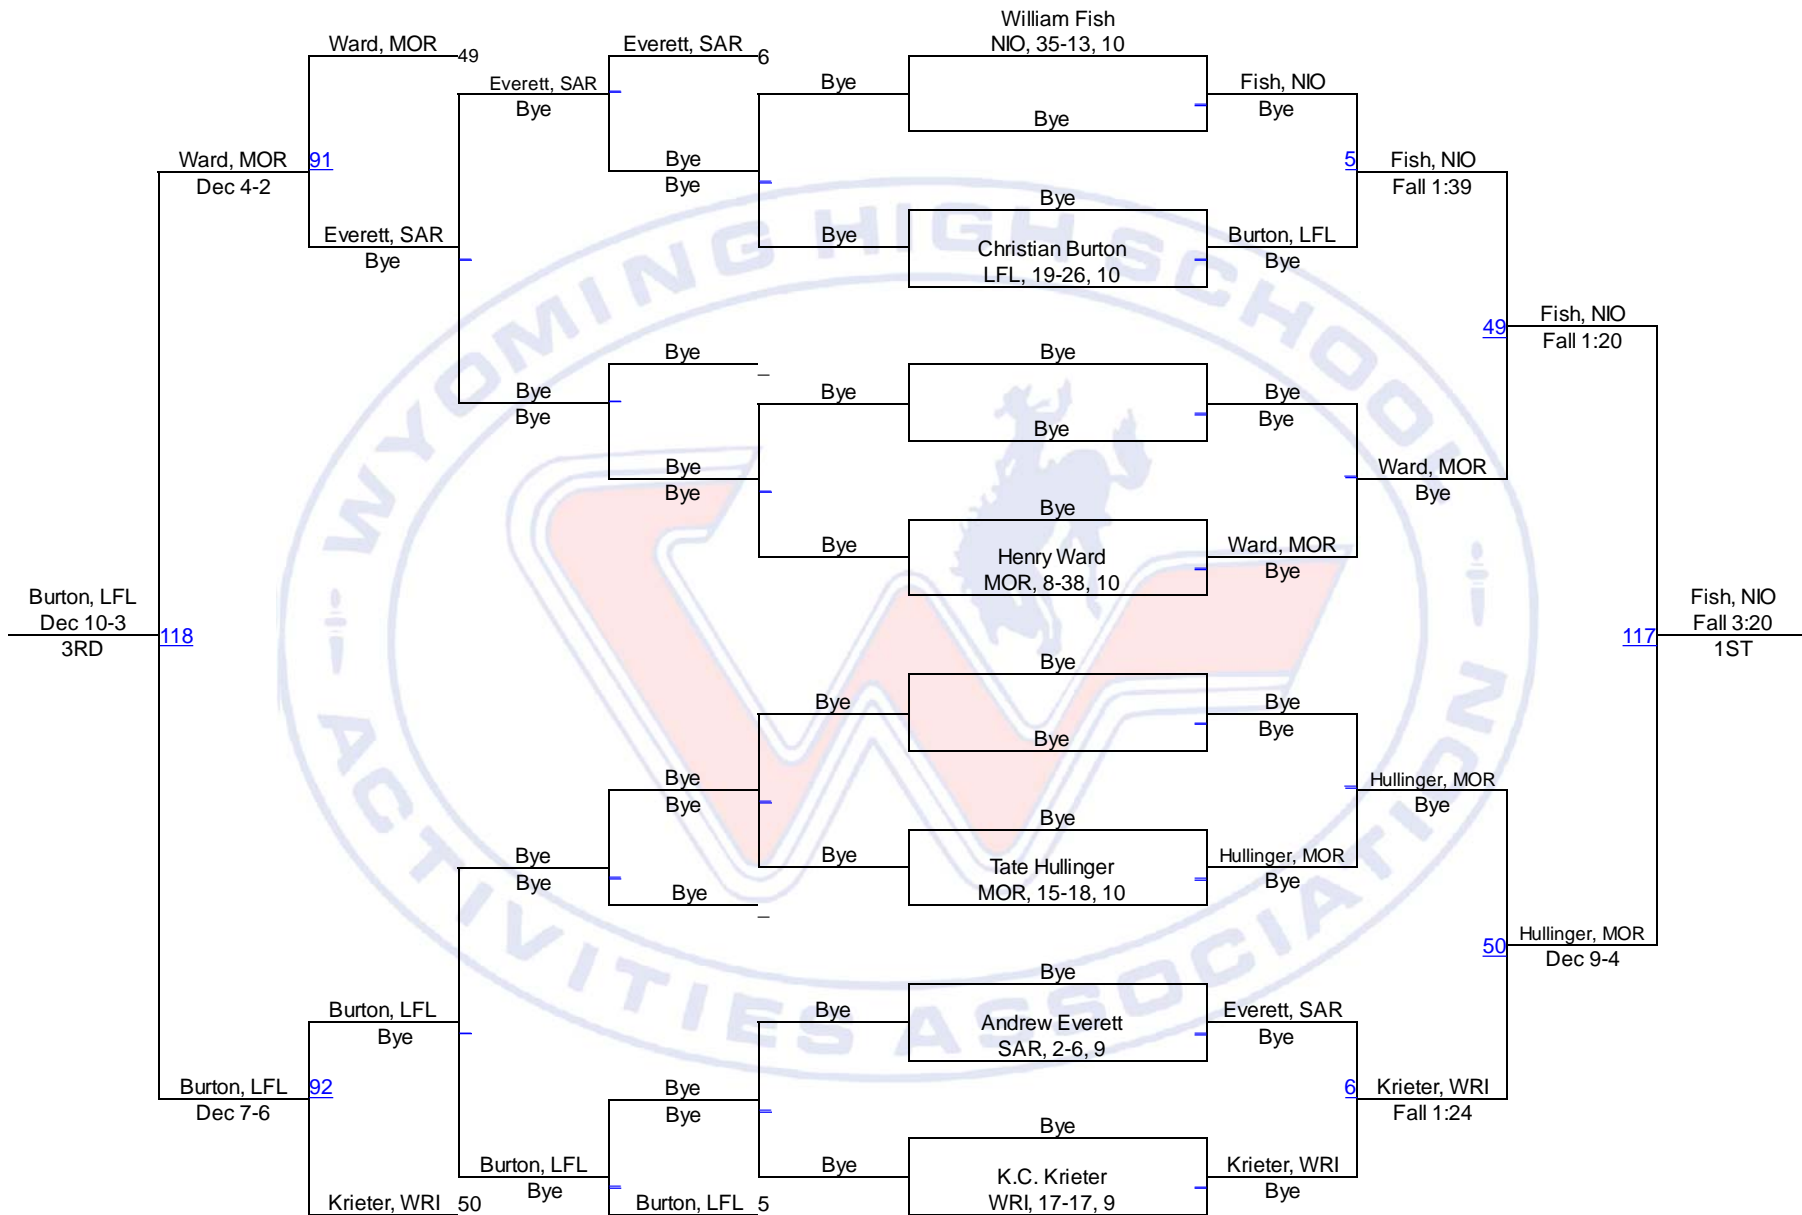 William Fish
Ward, MOR
Everett, SAR
NIO, 35-13, 10
49
6
Everett, SAR
Bye
Fish, NIO
Bye
Bye
Bye
Ward, MOR
91
Bye
5
Fish, NIO
Dec 4-2
Bye
Fall 1:39
Bye
Everett, SAR
Bye
Christian Burton
Burton, LFL
Bye
LFL, 19-26, 10
Bye
WYOMING HIGH SCHOOL
Fish, NIO
49
Fall 1:20
Bye
Bye
_
Bye
Bye
Bye
Bye
Bye
Bye
Bye
Ward, MOR
Bye
Bye
Bye
Bye
Henry Ward
Ward, MOR
MOR, 8-38, 10
Bye
Burton, LFL
Fish, NIO
Dec 10-3
118
117
Fall 3:20
3RD
1ST
Bye
Bye
Bye
Bye
Bye
Bye
Hullinger, MOR
Bye
Bye
Bye
Bye
Bye
Tate Hullinger
Hullinger, MOR
Bye
Bye
MOR, 15-18, 10
Bye
_
50
Hullinger, MOR
Dec 9-4
Bye
Burton, LFL
Bye
Andrew Everett
Everett, SAR
Bye
SAR, 2-6, 9
Bye
ACTIVITIES ASSOCIATION
Burton, LFL
92
Bye
6
Krieter, WRI
Dec 7-6
Bye
Fall 1:24
Bye
Burton, LFL
Bye
K.C. Krieter
Krieter, WRI
Bye
WRI, 17-17, 9
Bye
Krieter, WRI
50
Burton, LFL
5